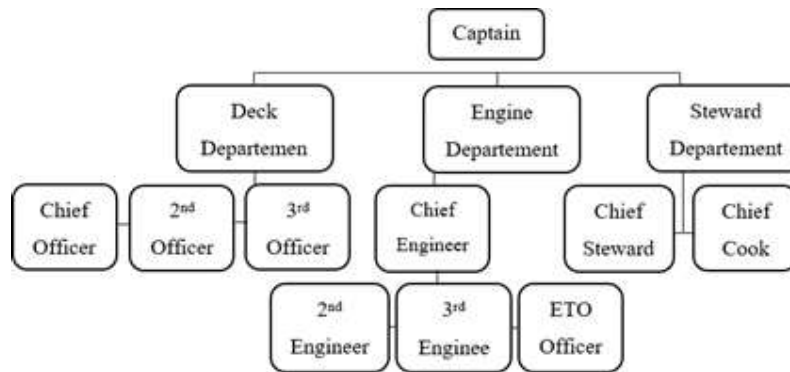 Captain
Deck
Departemen
Engine
Departement
Steward
Departement
Chief
Officer
2nd
Officer
3rd
Officer
Chief
Engineer
Chief
Steward
Chief
Cook
2nd
Engineer
3rd
Enginee
ETO
Officer